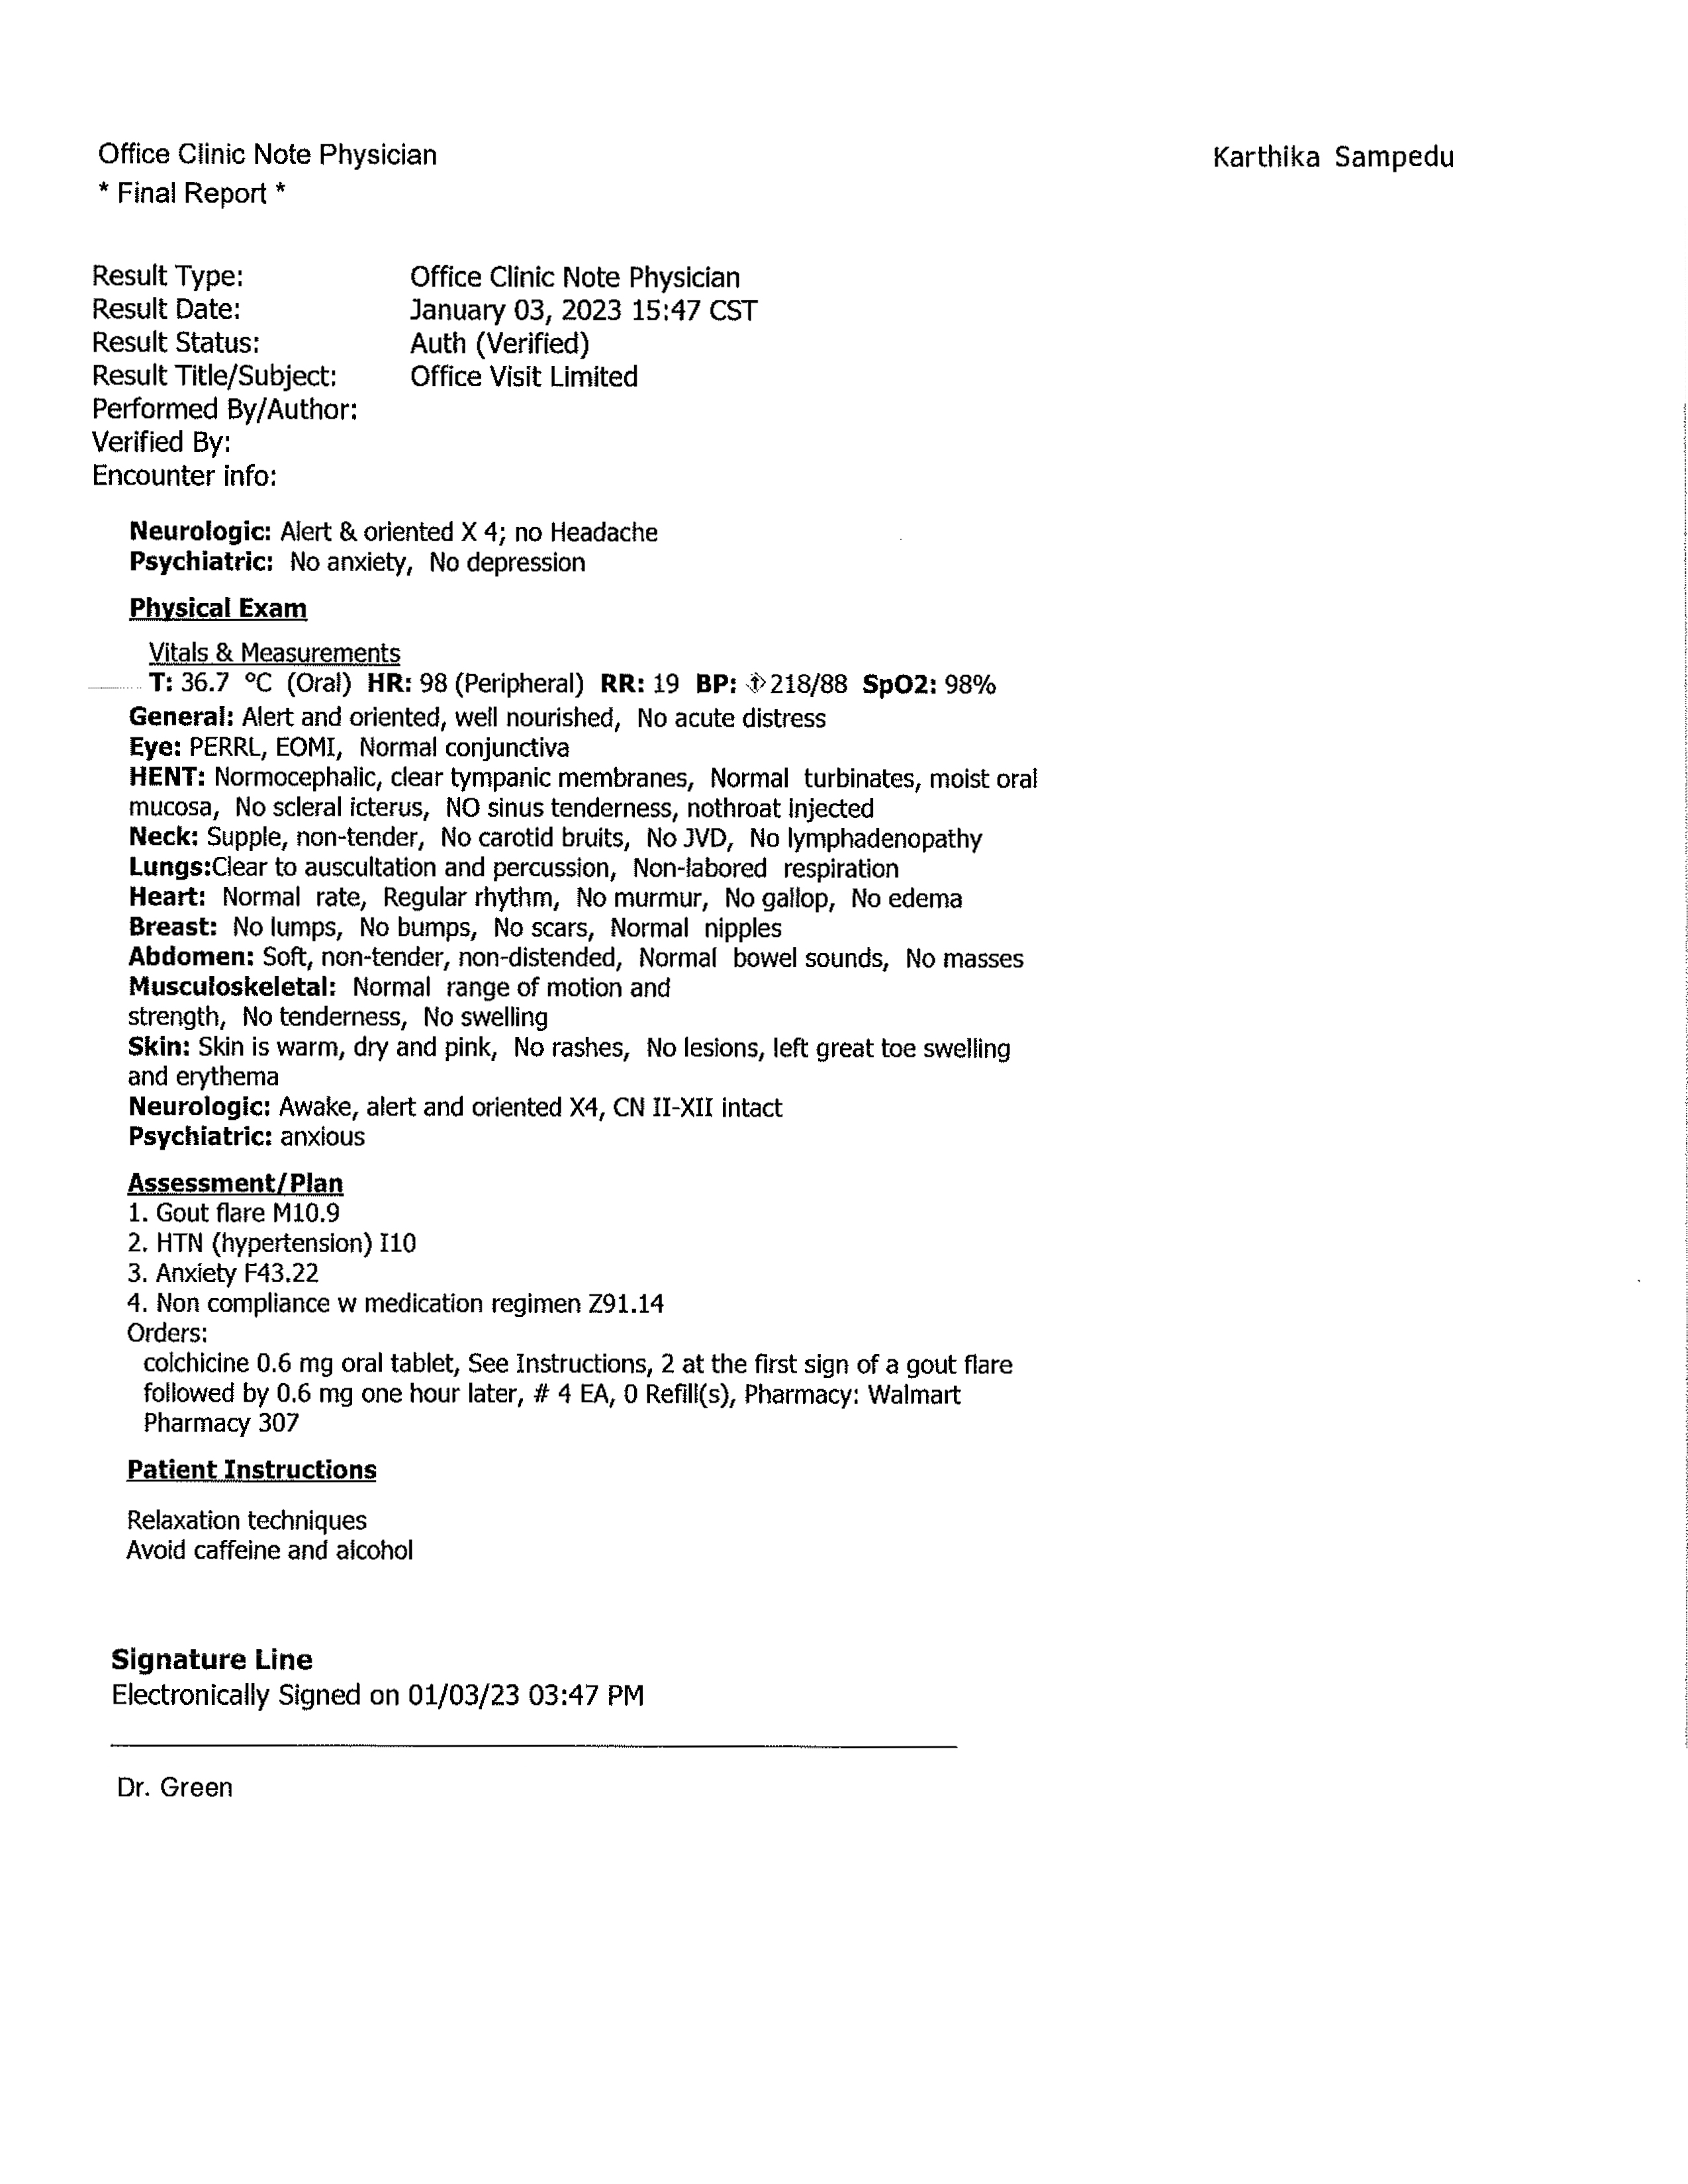 Office Clinic Note Physician
Karthika Sampedu
* Final Report *
Result Type: Office Clinic Note Physician
Result Date: January 03, 2023 15:47 CST
Result Status: Auth (Verified)
Result Title/Subject: Office Visit Limited
Performed By/Author:
Verified By:
Encounter info:
Neurologic: Alert & oriented X 4; no Headache
Psychiatric: No anxiety, No depression
Physical Exam
Vitals & Measurements
T: 36.7 °C (Oral) HR: 98 (Peripheral) RR: 19 BP: 218/88 SpO2: 98%
General: Alert and oriented, well nourished, No acute distress
Eye: PERRL, EOMI, Normal conjunctiva
HENT: Normocephalic, clear tympanic membranes, Normal turbinates, moist oral
mucosa, No scleral icterus, NO sinus tenderness, nothroat injected
Neck: Supple, non-tender, No carotid bruits, No JVD, No lymphadenopathy
Lungs:Clear to auscultation and percussion, Non-labored respiration
Heart: Normal rate, Regular rhythm, No murmur, No gallop, No edema
Breast: No lumps, No bumps, No scars, Normal nipples
Abdomen: Soft, non-tender, non-distended, Normal bowel sounds, No masses
Musculoskeletal: Normal range of motion and
strength, No tenderness, No swelling
Skin: Skin is warm, dry and pink, No rashes, No lesions, left great toe swelling
and erythema
Neurologic: Awake, alert and oriented X4, CN II-XII intact
Psychiatric: anxious
Assessment/Plan
1. Gout flare M10.9
2. HTN (hypertension) I10
3. Anxiety F43.22
4. Non compliance w medication regimen Z91.14
Orders:
colchicine 0.6 mg oral tablet, See Instructions, 2 at the first sign of a gout flare
followed by 0.6 mg one hour later, # 4 EA, 0 Refill(s), Pharmacy: Walmart
Pharmacy 307
Patient Instructions
Relaxation techniques
Avoid caffeine and alcohol
Signature Line
Electronically Signed on 01/03/23 03:47 PM
Dr. Green